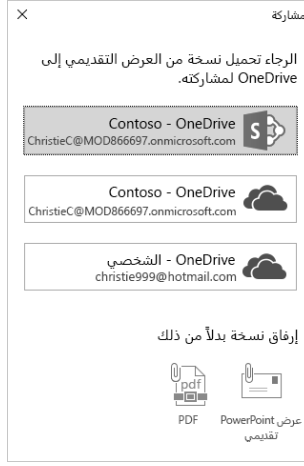 مشاركة
الرجاء تحميل نسخة من العرض التقديمي إلى
OneDrive لمشاركته.
Contoso - OneDrive
ChristieC@MOD866697.onmicrosoft.com
Contoso - OneDrive
ChristieC@MOD866697.onmicrosoft.com
OneDrive - الشخصي
christie999@hotmail.com
إرفاق نسخة بدلاً من ذلك
عرض PowerPoint
تقديمي
pdf
PDF